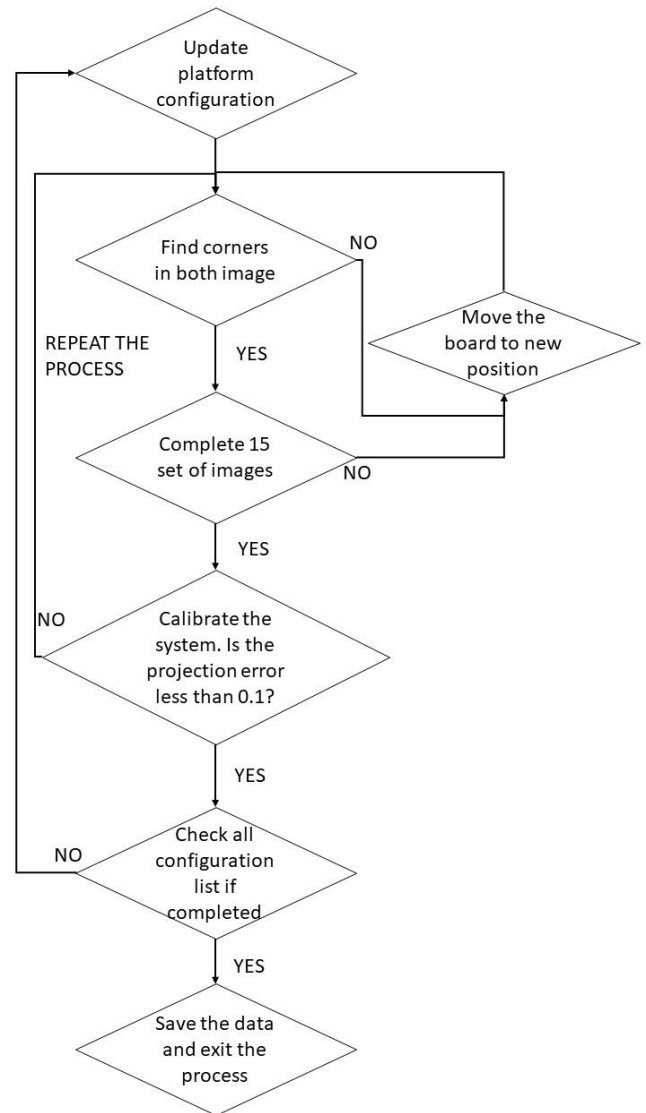 Update
platform
configuration
Find corners
in both image
NO
Move the
board to new
position
REPEAT THE
PROCESS
YES
Complete 15
set of images
NO
YES
NO
Calibrate the
system. Is the
projection error
less than 0.1?
YES
Check all
configuration
list if
completed
NO
YES
Save the data
and exit the
process